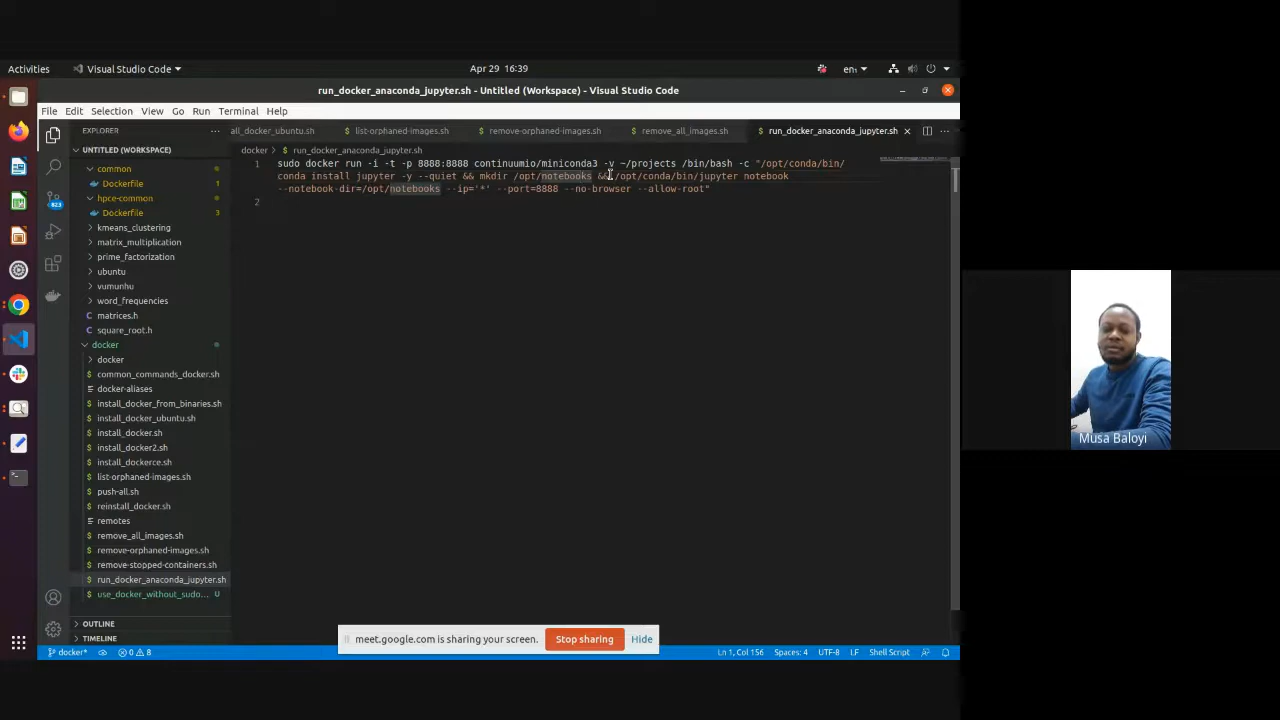 Activities
Visual Studio Code
Apr 29 16:39
en₁
run_docker_anaconda_jupyter.sh - Untitled (Workspace) - Visual Studio Code
File Edit Selection View Go Run Terminal Help
EXPLORER
all_docker_ubuntu.sh
list-orphaned-images.sh
remove-orphaned-images.sh
remove_all_images.sh
run_docker_anaconda_jupyter.sh
UNTITLED (WORKSPACE)
docker > run_docker_anaconda_jupyter.sh
1 sudo docker run -i -t -p 8888:8888 continuumio/miniconda3 -v ~/projects /bin/bash -c "/opt/conda/bin/
conda install jupyter -y --quiet && mkdir /opt/notebooks && /opt/conda/bin/jupyter notebook
--notebook-dir=/opt/notebooks --ip='*' --port=8888 --no-browser --allow-root"
2
common
Dockerfile 1
hpce-common
Dockerfile 3
823
kmeans_clustering
matrix_multiplication
prime_factorization
ubuntu
vumunhu
word_frequencies
matrices.h
square_root.h
docker
docker
common_commands_docker.sh
docker-aliases
install_docker_from_binaries.sh
install_docker_ubuntu.sh
install_docker.sh
install_docker2.sh
install_dockerce.sh
list-orphaned-images.sh
push-all.sh
reinstall_docker.sh
remotes
remove_all_images.sh
remove-orphaned-images.sh
remove-stopped-containers.sh
run_docker_anaconda_jupyter.sh
use_docker_without_sudo... U
OUTLINE
TIMELINE
meet.google.com is sharing your screen.
Stop sharing
Hide
docker*
0 8
Ln 1, Col 156
Spaces: 4
UTF-8
LF
Shell Script
Musa Baloyi